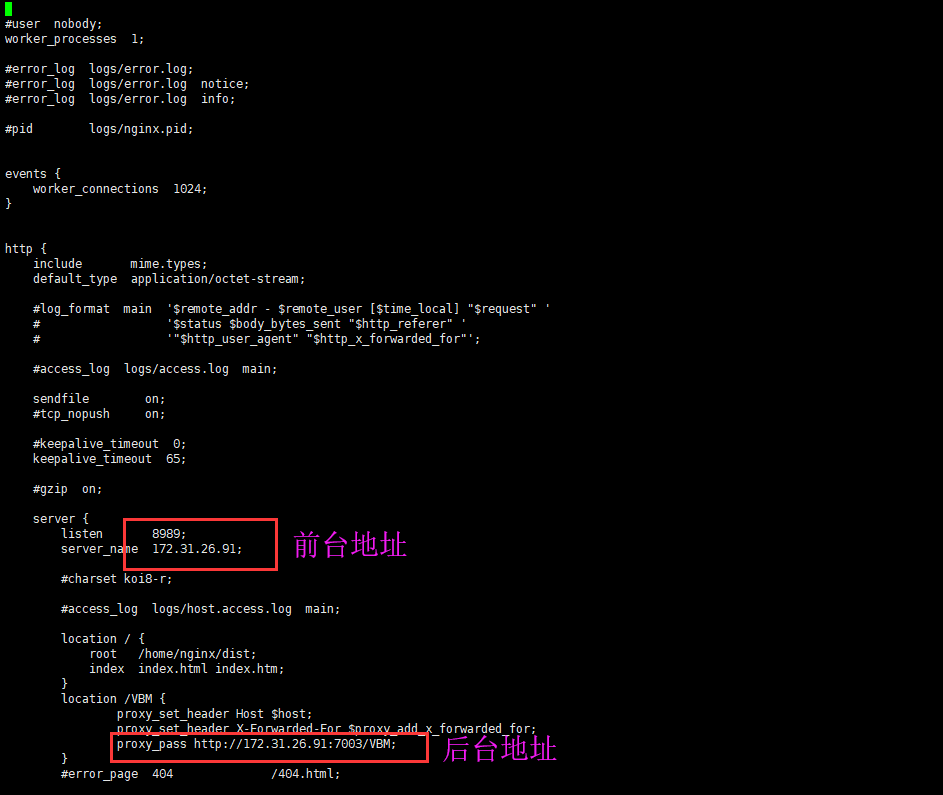 #user  nobody;
worker_processes  1;
#error_log  logs/error.log;
#error_log  logs/error.log  notice;
#error_log  logs/error.log  info;
#pid        logs/nginx.pid;
events {
    worker_connections  1024;
}
http {
    include       mime.types;
    default_type  application/octet-stream;
    #log_format  main  '$remote_addr - $remote_user [$time_local] "$request" '
    #                  '$status $body_bytes_sent "$http_referer" '
    #                  '"$http_user_agent" "$http_x_forwarded_for"';
    #access_log  logs/access.log  main;
    sendfile        on;
    #tcp_nopush     on;
    #keepalive_timeout  0;
    keepalive_timeout  65;
    #gzip  on;
    server {
        listen       8989;
        server_name  172.31.26.91;
前台地址
        #charset koi8-r;
        #access_log  logs/host.access.log  main;
        location / {
            root   /home/nginx/dist;
            index  index.html index.htm;
        }
        location /VBM {
                proxy_set_header Host $host;
                proxy_set_header X-Forwarded-For $proxy_add_x_forwarded_for;
                proxy_pass http://172.31.26.91:7003/VBM;
后台地址
        }
        #error_page  404              /404.html;